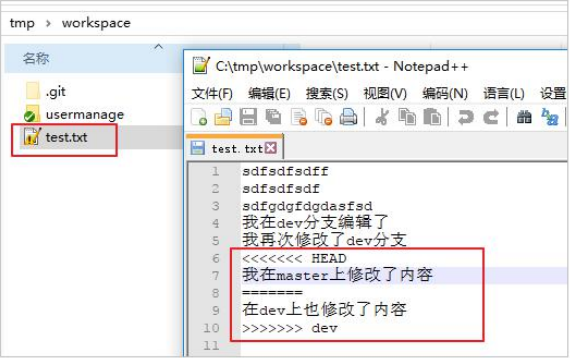 tmp > workspace
名称
.git
usermanage
test.txt
C:\tmp\workspace\test.txt - Notepad++
文件(F) 编辑(E) 搜索(S) 视图(V) 编码(N) 语言(L) 设置
test.txt
1 sdfsdfsdff
2 sdfsdfsdf
3 sdfgdgfdgdasfsd
4 我在dev分支编辑了
5 我再次修改了dev分支
6 <<<<<<< HEAD
7 我在master上修改了内容
8 =======
9 在dev上也修改了内容
10 >>>>>>> dev
11